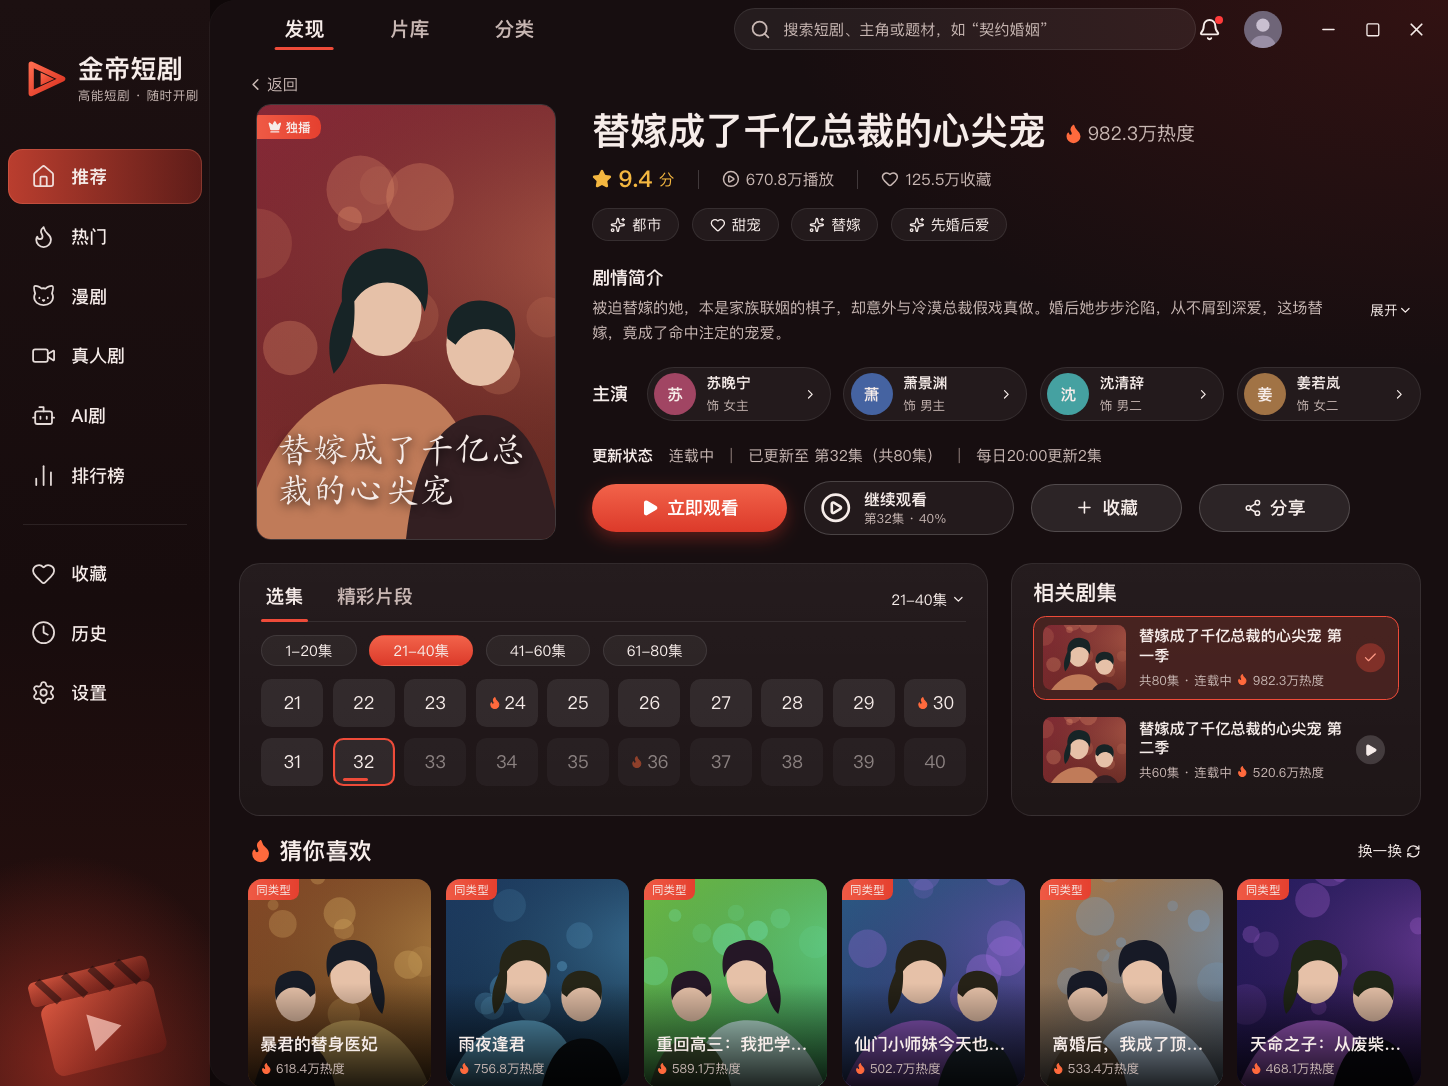 金帝短剧
高能短剧 · 随时开刷
推荐
热门
漫剧
真人剧
AI剧
排行榜
收藏
历史
设置
发现
片库
分类
搜索短剧、主角或题材，如 “契约婚姻”
返回
独播
替嫁成了千亿总
裁的心尖宠
替嫁成了千亿总裁的心尖宠
982.3万热度
9.4 分
670.8万播放
125.5万收藏
都市
甜宠
替嫁
先婚后爱
剧情简介
被迫替嫁的她，本是家族联姻的棋子，却意外与冷漠总裁假戏真做。婚后她步步沦陷，从不屑到深爱，这场替
嫁，竟成了命中注定的宠爱。
展开
主演
苏
苏晚宁
饰 女主
萧
萧景渊
饰 男主
沈
沈清辞
饰 男二
姜
姜若岚
饰 女二
更新状态 连载中 | 已更新至 第32集（共80集） | 每日20:00更新2集
立即观看
继续观看
第32集 · 40%
收藏
分享
选集
精彩片段
21–40集
1–20集
21–40集
41–60集
61–80集
21 22 23 24 25 26 27 28 29 30
31 32 33 34 35 36 37 38 39 40
相关剧集
替嫁成了千亿总裁的心尖宠 第
一季
共80集 · 连载中 982.3万热度
替嫁成了千亿总裁的心尖宠 第
二季
共60集 · 连载中 520.6万热度
猜你喜欢
换一换
同类型
暴君的替身医妃
618.4万热度
同类型
雨夜逢君
756.8万热度
同类型
重回高三：我把学...
589.1万热度
同类型
仙门小师妹今天也...
502.7万热度
同类型
离婚后，我成了顶...
533.4万热度
同类型
天命之子：从废柴...
468.1万热度